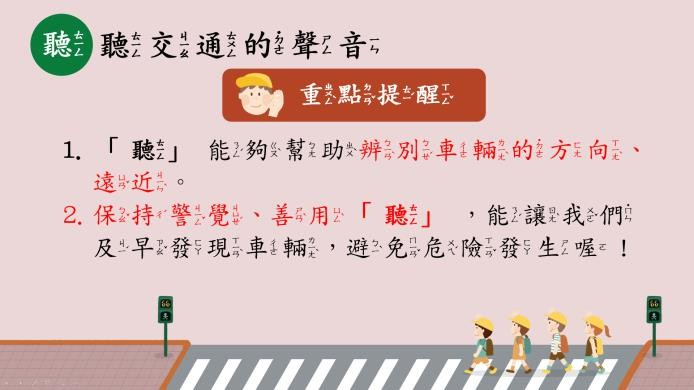 聽 聽交通的聲音
重點提醒
1. 「聽」 能夠幫助辨別車輛的方向、
遠近。
2. 保持警覺、善用「聽」，能讓我們
及早發現車輛，避免危險發生喔！
66
66